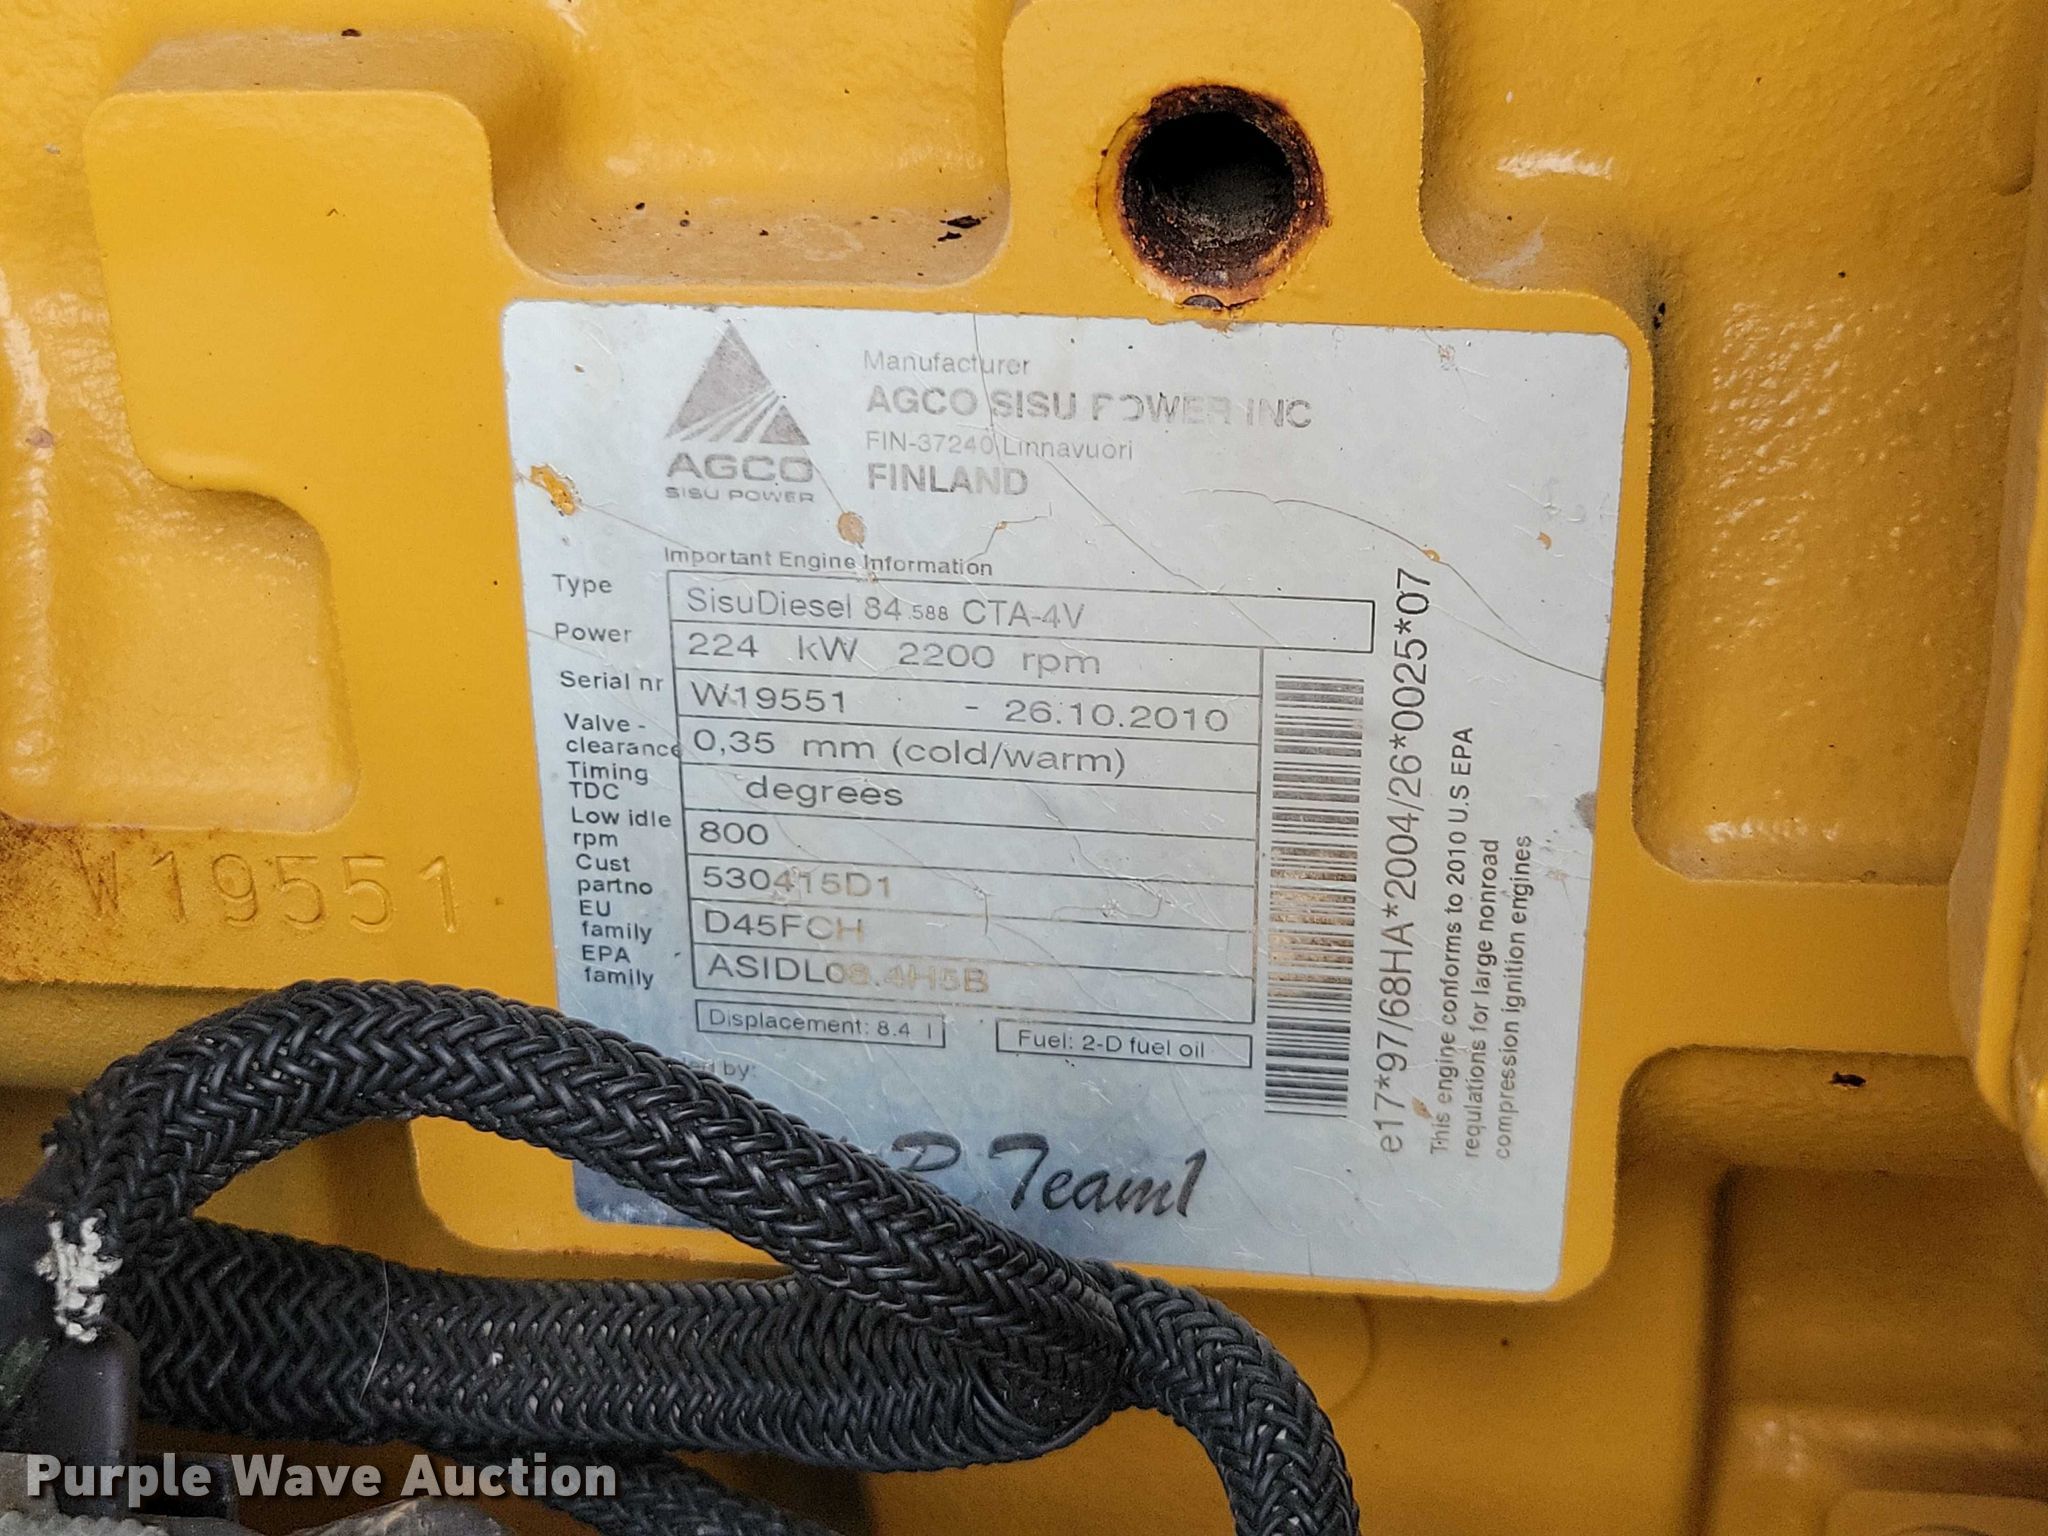 Manufacturer
AGCO SISU POWER INC
FIN-37240 Linnavuori
FINLAND
AGCO
SISU POWER
Important Engine Information
Type SisuDiesel 84.588 CTA-4V
Power 224 kW 2200 rpm
Serial nr W19551 - 26.10.2010
Valve -
clearance 0,35 mm (cold/warm)
Timing
TDC degrees
Low idle
rpm 800
Cust
partno 530415D1
EU
family D45FCH
EPA
family ASIDL08.4H5B
Displacement: 8.4 l Fuel: 2-D fuel oil
by:
Team1
e17*97/68HA*2004/26*0025*07
This engine conforms to 2010 U.S EPA
regulations for large nonroad
compression ignition engines
W19551
Purple Wave Auction